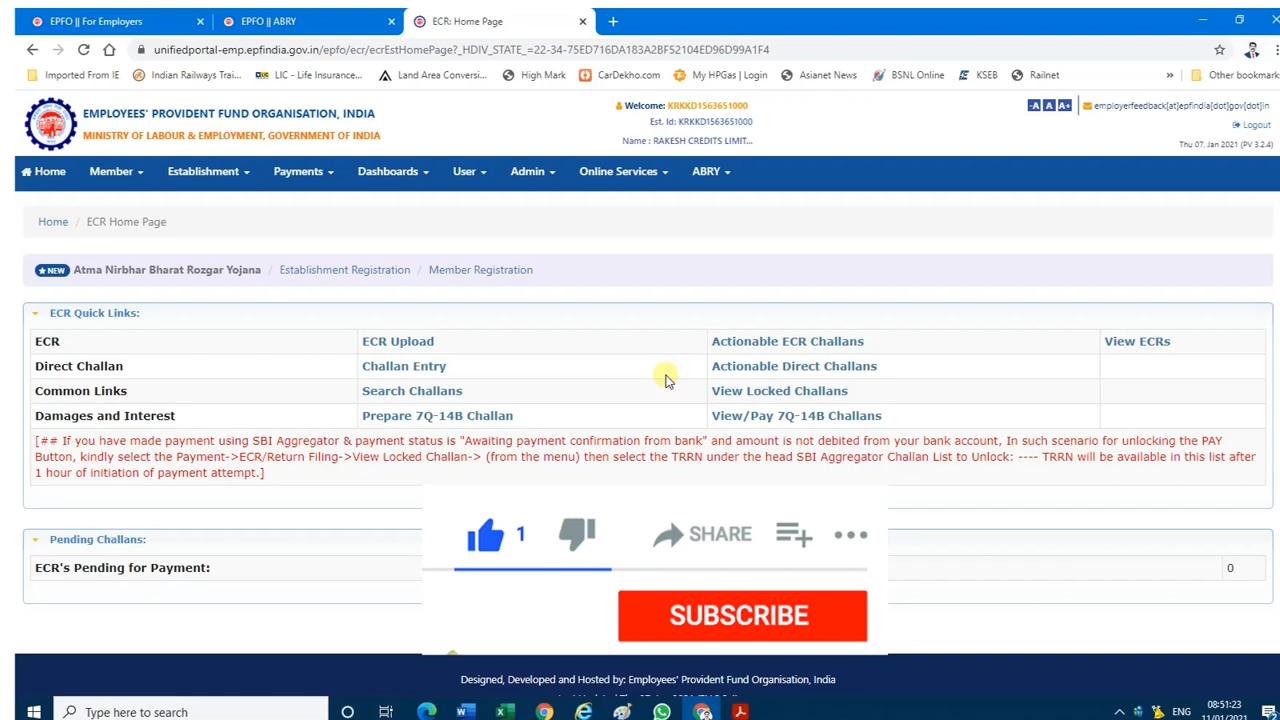 EPFO || For Employers
EPFO || ABRY
ECR: Home Page
unifiedportal-emp.epfindia.gov.in/epfo/ecr/ecrEstHomePage?_HDIV_STATE_=22-34-75ED716DA183A2BF52104ED96D99A1F4
Imported From IE
Indian Railways Trai...
LIC - Life Insurance...
Land Area Conversi...
High Mark
CarDekho.com
My HPGas | Login
Asianet News
BSNL Online
KSEB
Railnet
»
Other bookmark
EMPLOYEES' PROVIDENT FUND ORGANISATION, INDIA
MINISTRY OF LABOUR & EMPLOYMENT, GOVERNMENT OF INDIA
Welcome: KRKKD1563651000
Est. Id: KRKKD1563651000
Name : RAKESH CREDITS LIMIT...
-A A A+
employerfeedback[at]epfindia[dot]gov[dot]in
Logout
Thu 07, Jan 2021 (PV 3.2.4)
Home Member Establishment Payments Dashboards User Admin Online Services ABRY
Home / ECR Home Page
NEW Atma Nirbhar Bharat Rozgar Yojana / Establishment Registration / Member Registration
ECR Quick Links:
ECR ECR Upload Actionable ECR Challans View ECRs
Direct Challan Challan Entry Actionable Direct Challans
Common Links Search Challans View Locked Challans
Damages and Interest Prepare 7Q-14B Challan View/Pay 7Q-14B Challans
[## If you have made payment using SBI Aggregator & payment status is "Awaiting payment confirmation from bank" and amount is not debited from your bank account, In such scenario for unlocking the PAY
Button, kindly select the Payment->ECR/Return Filing->View Locked Challan-> (from the menu) then select the TRRN under the head SBI Aggregator Challan List to Unlock: ---- TRRN will be available in this list after
1 hour of initiation of payment attempt.]
Pending Challans:
ECR's Pending for Payment: 0
1 SHARE
SUBSCRIBE
Designed, Developed and Hosted by: Employees' Provident Fund Organisation, India
Type here to search
ENG
08:51:23
11/01/2021